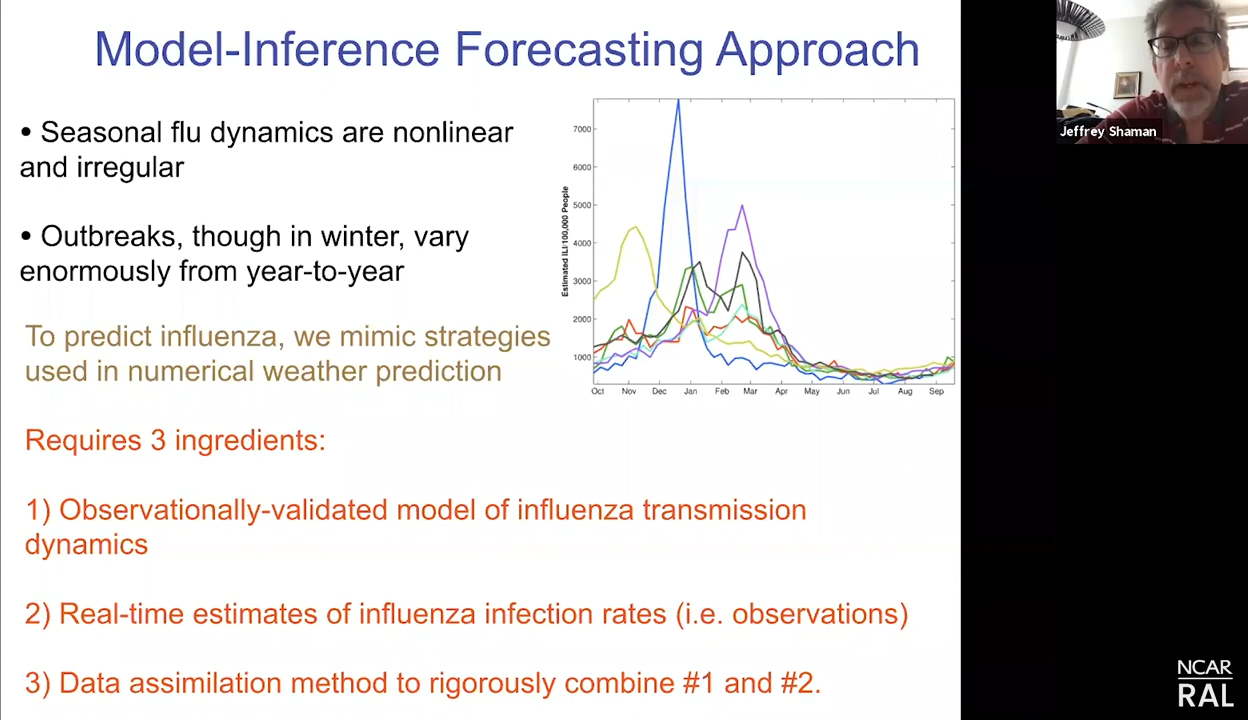 Model-Inference Forecasting Approach
• Seasonal flu dynamics are nonlinear
and irregular
• Outbreaks, though in winter, vary
enormously from year-to-year
To predict influenza, we mimic strategies
used in numerical weather prediction
Requires 3 ingredients:
1) Observationally-validated model of influenza transmission
dynamics
2) Real-time estimates of influenza infection rates (i.e. observations)
3) Data assimilation method to rigorously combine #1 and #2.
Estimated ILI/100,000 People
7000
6000
5000
4000
3000
2000
1000
Oct Nov Dec Jan Feb Mar Apr May Jun Jul Aug Sep
Jeffrey Shaman
NCAR
RAL